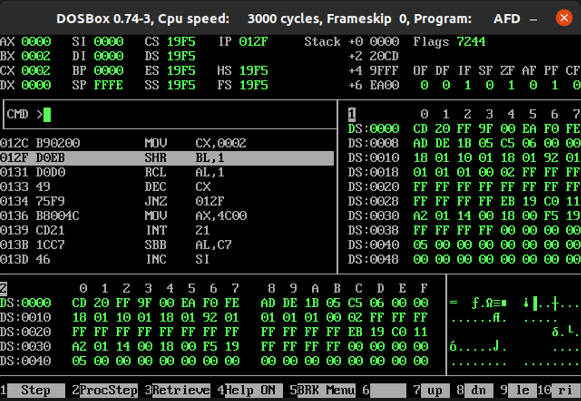 DOSBox 0.74-3, Cpu speed: 3000 cycles, Frameskip 0, Program: AFD
AX 0000 SI 0000 CS 19F5 IP 012F Stack +0 0000 Flags 7244
BX 0002 DI 0000 DS 19F5 +2 20CD
CX 0002 BP 0000 ES 19F5 HS 19F5 +4 9FFF OF DF IF SF ZF AF PF CF
DX 0000 SP FFFE SS 19F5 FS 19F5 +6 EA00 0 0 1 0 1 0 1 0
CMD > 1 0 1 2 3 4 5 6 7
DS:0000 CD 20 FF 9F 00 EA F0 FE
DS:0008 AD DE 1B 05 C5 06 00 00
012C B90200 MOV CX,0002 DS:0010 18 01 10 01 18 01 92 01
012F D0EB SHR BL,1 DS:0018 01 01 01 00 02 FF FF FF
0131 D0D0 RCL AL,1 DS:0020 FF FF FF FF FF FF FF FF
0133 49 DEC CX DS:0028 FF FF FF FF EB 19 C0 11
0134 75F9 JNZ 012F DS:0030 A2 01 14 00 18 00 F5 19
0136 B8004C MOV AX,4C00 DS:0038 FF FF FF FF 00 00 00 00
0139 CD21 INT 21 DS:0040 05 00 00 00 00 00 00 00
013B 1CC7 SBB AL,C7 DS:0048 00 00 00 00 00 00 00 00
013D 46 INC SI
2 0 1 2 3 4 5 6 7 8 9 A B C D E F
DS:0000 CD 20 FF 9F 00 EA F0 FE AD DE 1B 05 C5 06 00 00
DS:0010 18 01 10 01 18 01 92 01 01 01 01 00 02 FF FF FF
DS:0020 FF FF FF FF FF FF FF FF FF FF FF FF EB 19 C0 11
DS:0030 A2 01 14 00 18 00 F5 19 FF FF FF FF 00 00 00 00
DS:0040 05 00 00 00 00 00 00 00 00 00 00 00 00 00 00 00
1 Step 2 ProcStep 3 Retrieve 4 Help ON 5 BRK Menu 6 7 up 8 dn 9 le 10 ri